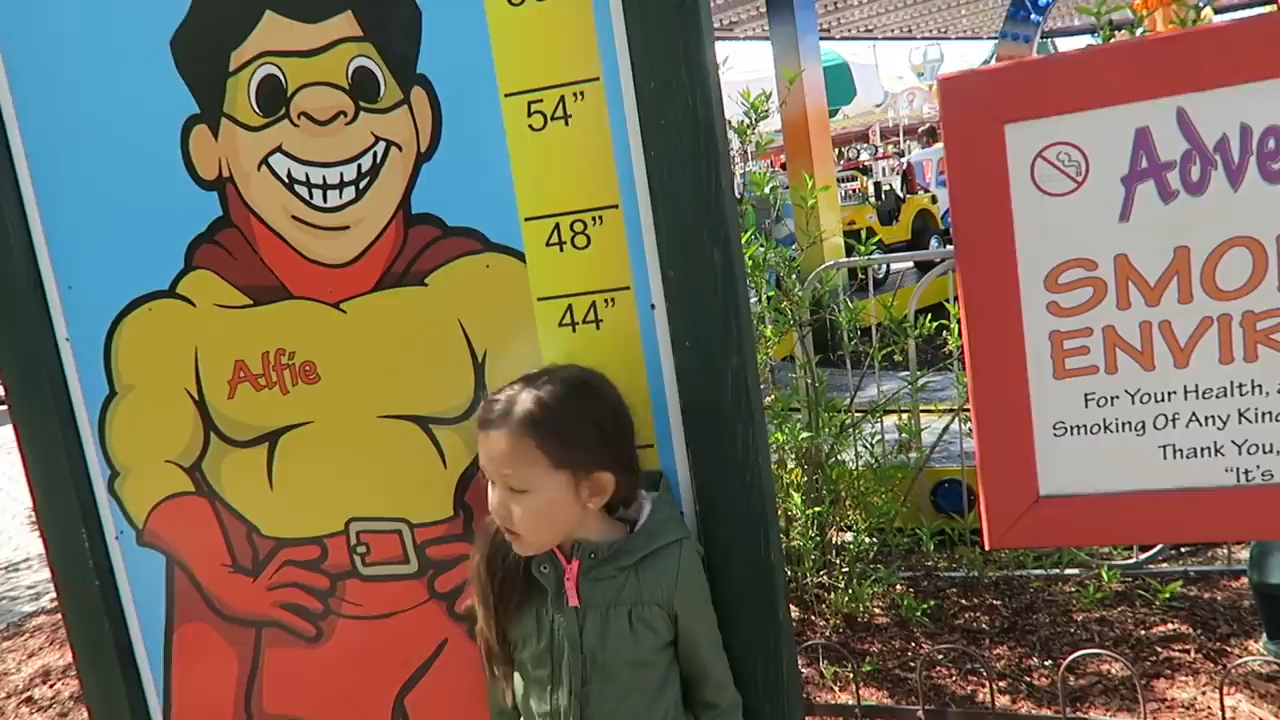 54”
48”
44”
Alfie
Adve
SMO
ENVIR
For Your Health,
Smoking Of Any Kind
Thank You,
“It’s